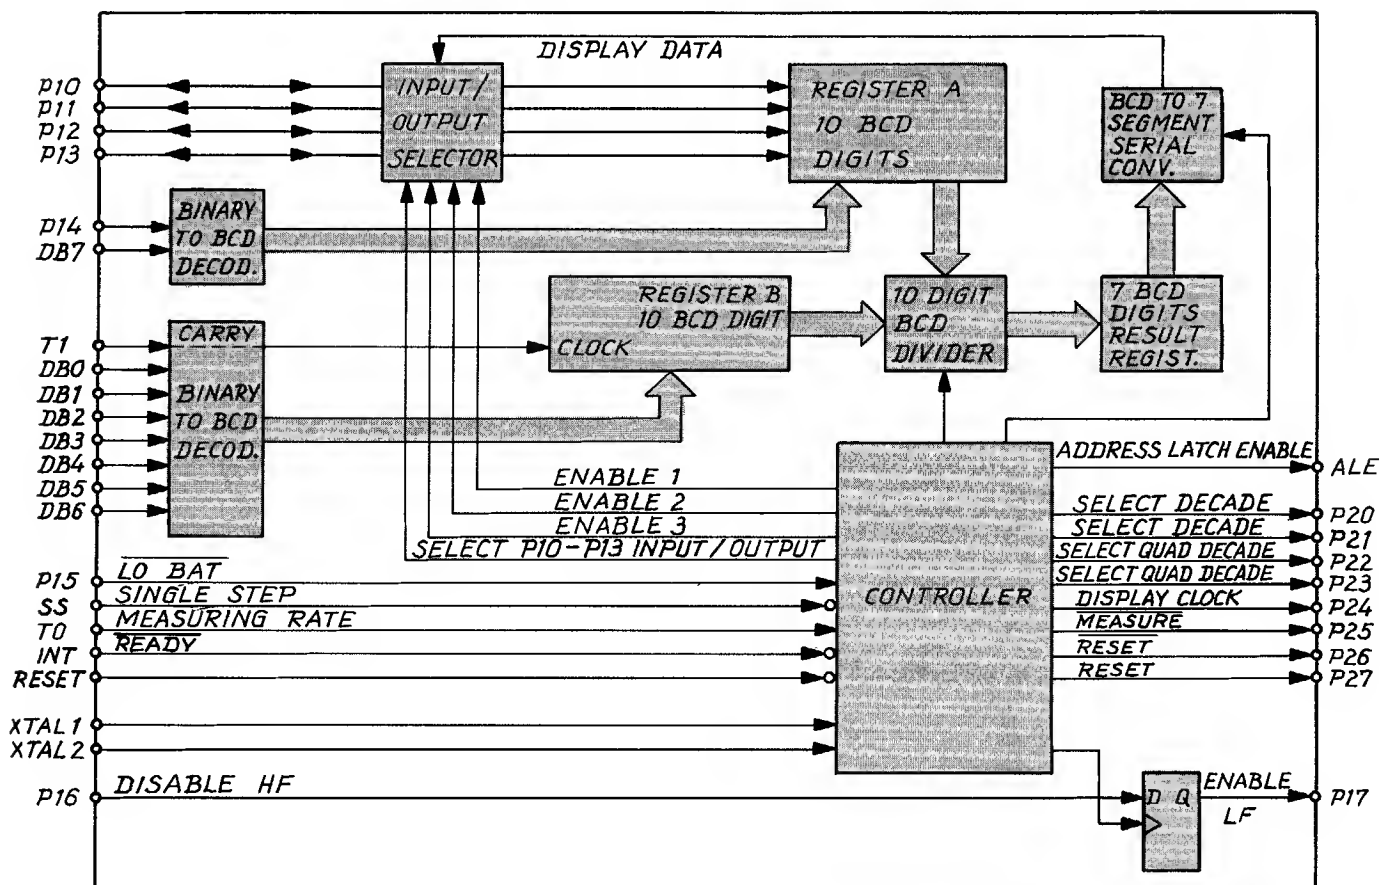 DISPLAY DATA
P10
P11
P12
P13
INPUT/
OUTPUT
SELECTOR
REGISTER A
10 BCD
DIGITS
BCD TO 7
SEGMENT
SERIAL
CONV.
P14
DB7
BINARY
TO BCD
DECOD.
REGISTER B
10 BCD DIGIT
CLOCK
10 DIGIT
BCD
DIVIDER
7 BCD
DIGITS
RESULT
REGIST.
T1
DB0
DB1
DB2
DB3
DB4
DB5
DB6
CARRY
BINARY
TO BCD
DECOD.
ENABLE 1
ENABLE 2
ENABLE 3
SELECT P10-P13 INPUT/OUTPUT
P15
LO BAT
SS
SINGLE STEP
T0
MEASURING RATE
INT
READY
RESET
XTAL1
XTAL2
P16
DISABLE HF
CONTROLLER
ADDRESS LATCH ENABLE
ALE
SELECT DECADE
P20
SELECT DECADE
P21
SELECT QUAD DECADE
P22
SELECT QUAD DECADE
P23
DISPLAY CLOCK
P24
MEASURE
P25
RESET
P26
RESET
P27
D Q
ENABLE
LF
P17